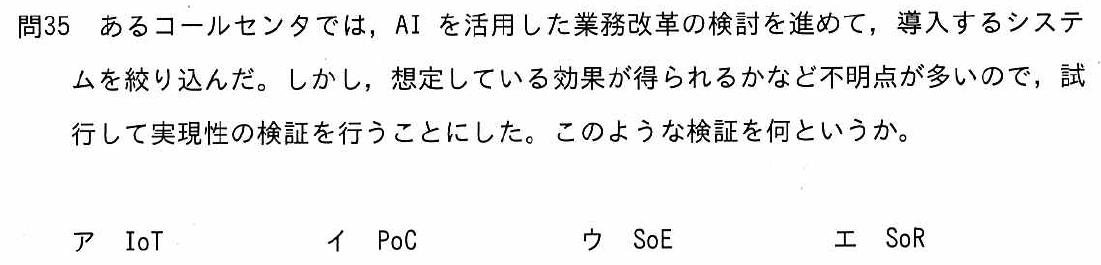 問35 あるコールセンタでは，AI を活用した業務改革の検討を進めて，導入するシステ
ムを絞り込んだ。しかし，想定している効果が得られるかなど不明点が多いので，試
行して実現性の検証を行うことにした。このような検証を何というか。
ア IoT イ PoC ウ SoE エ SoR